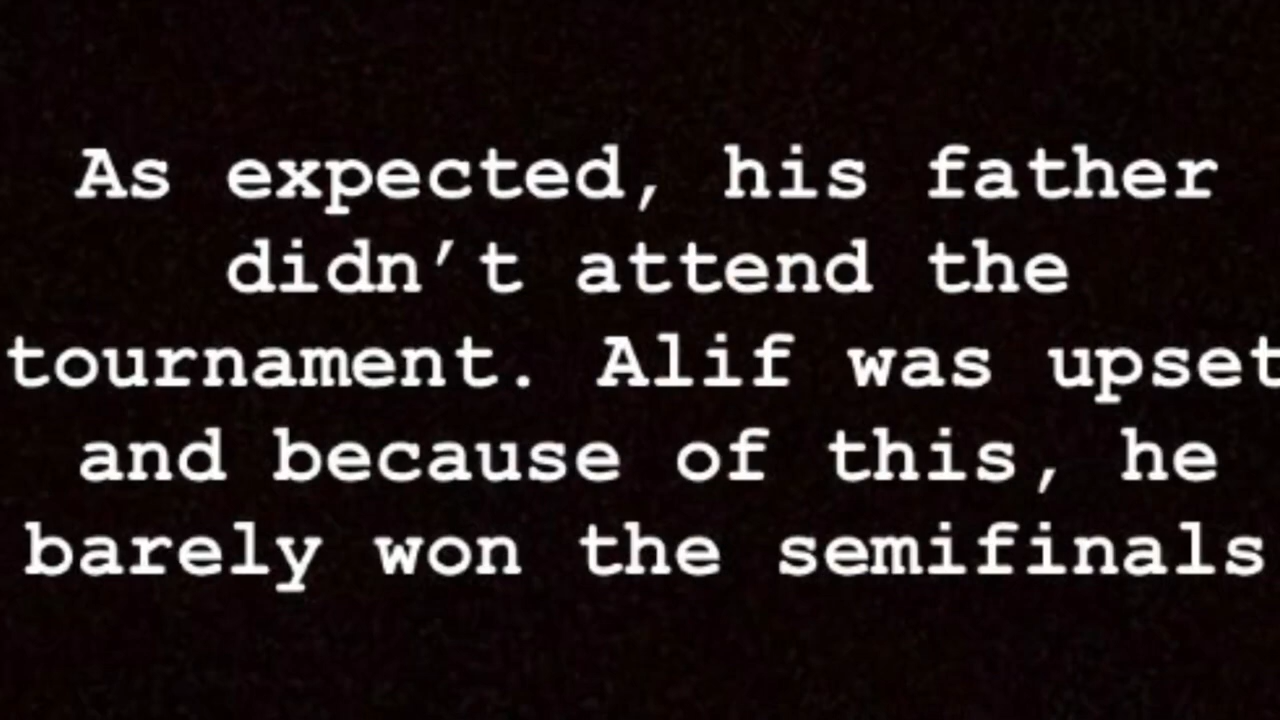 As expected, his father
didn’t attend the
tournament. Alif was upset
and because of this, he
barely won the semifinals